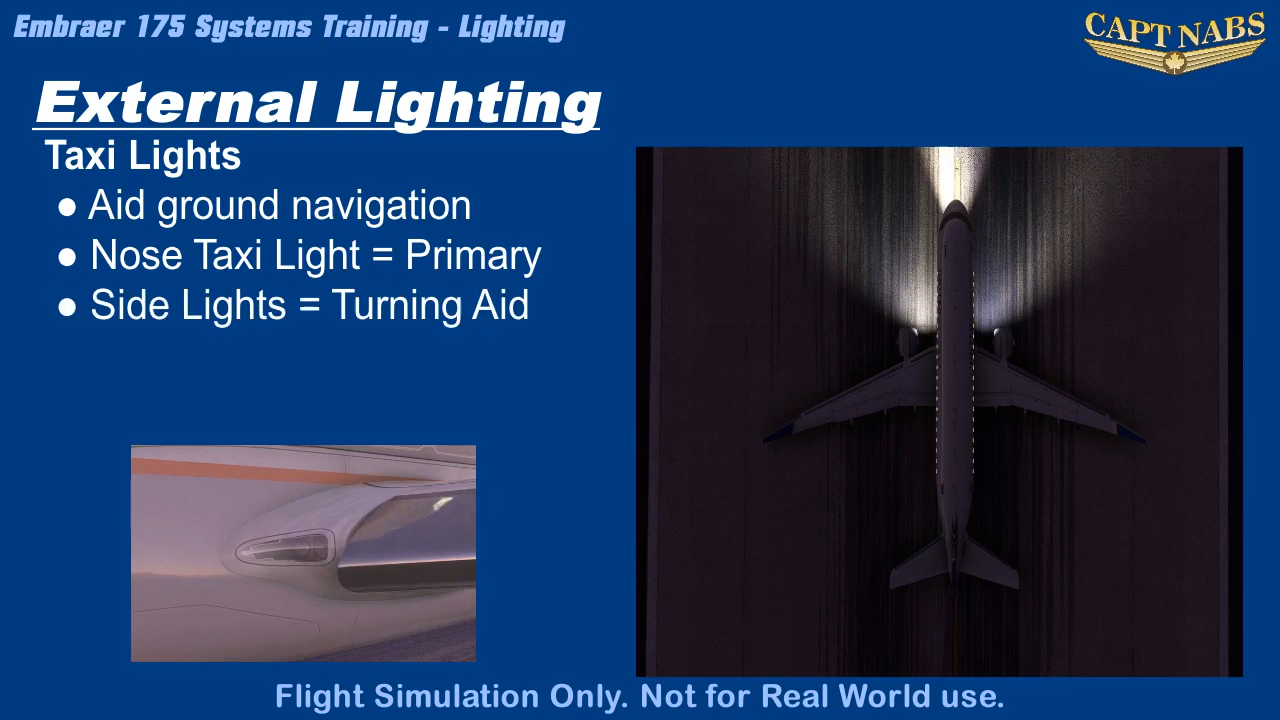 Embraer 175 Systems Training - Lighting
CAPT NABS
External Lighting
Taxi Lights
● Aid ground navigation
● Nose Taxi Light = Primary
● Side Lights = Turning Aid
Flight Simulation Only. Not for Real World use.